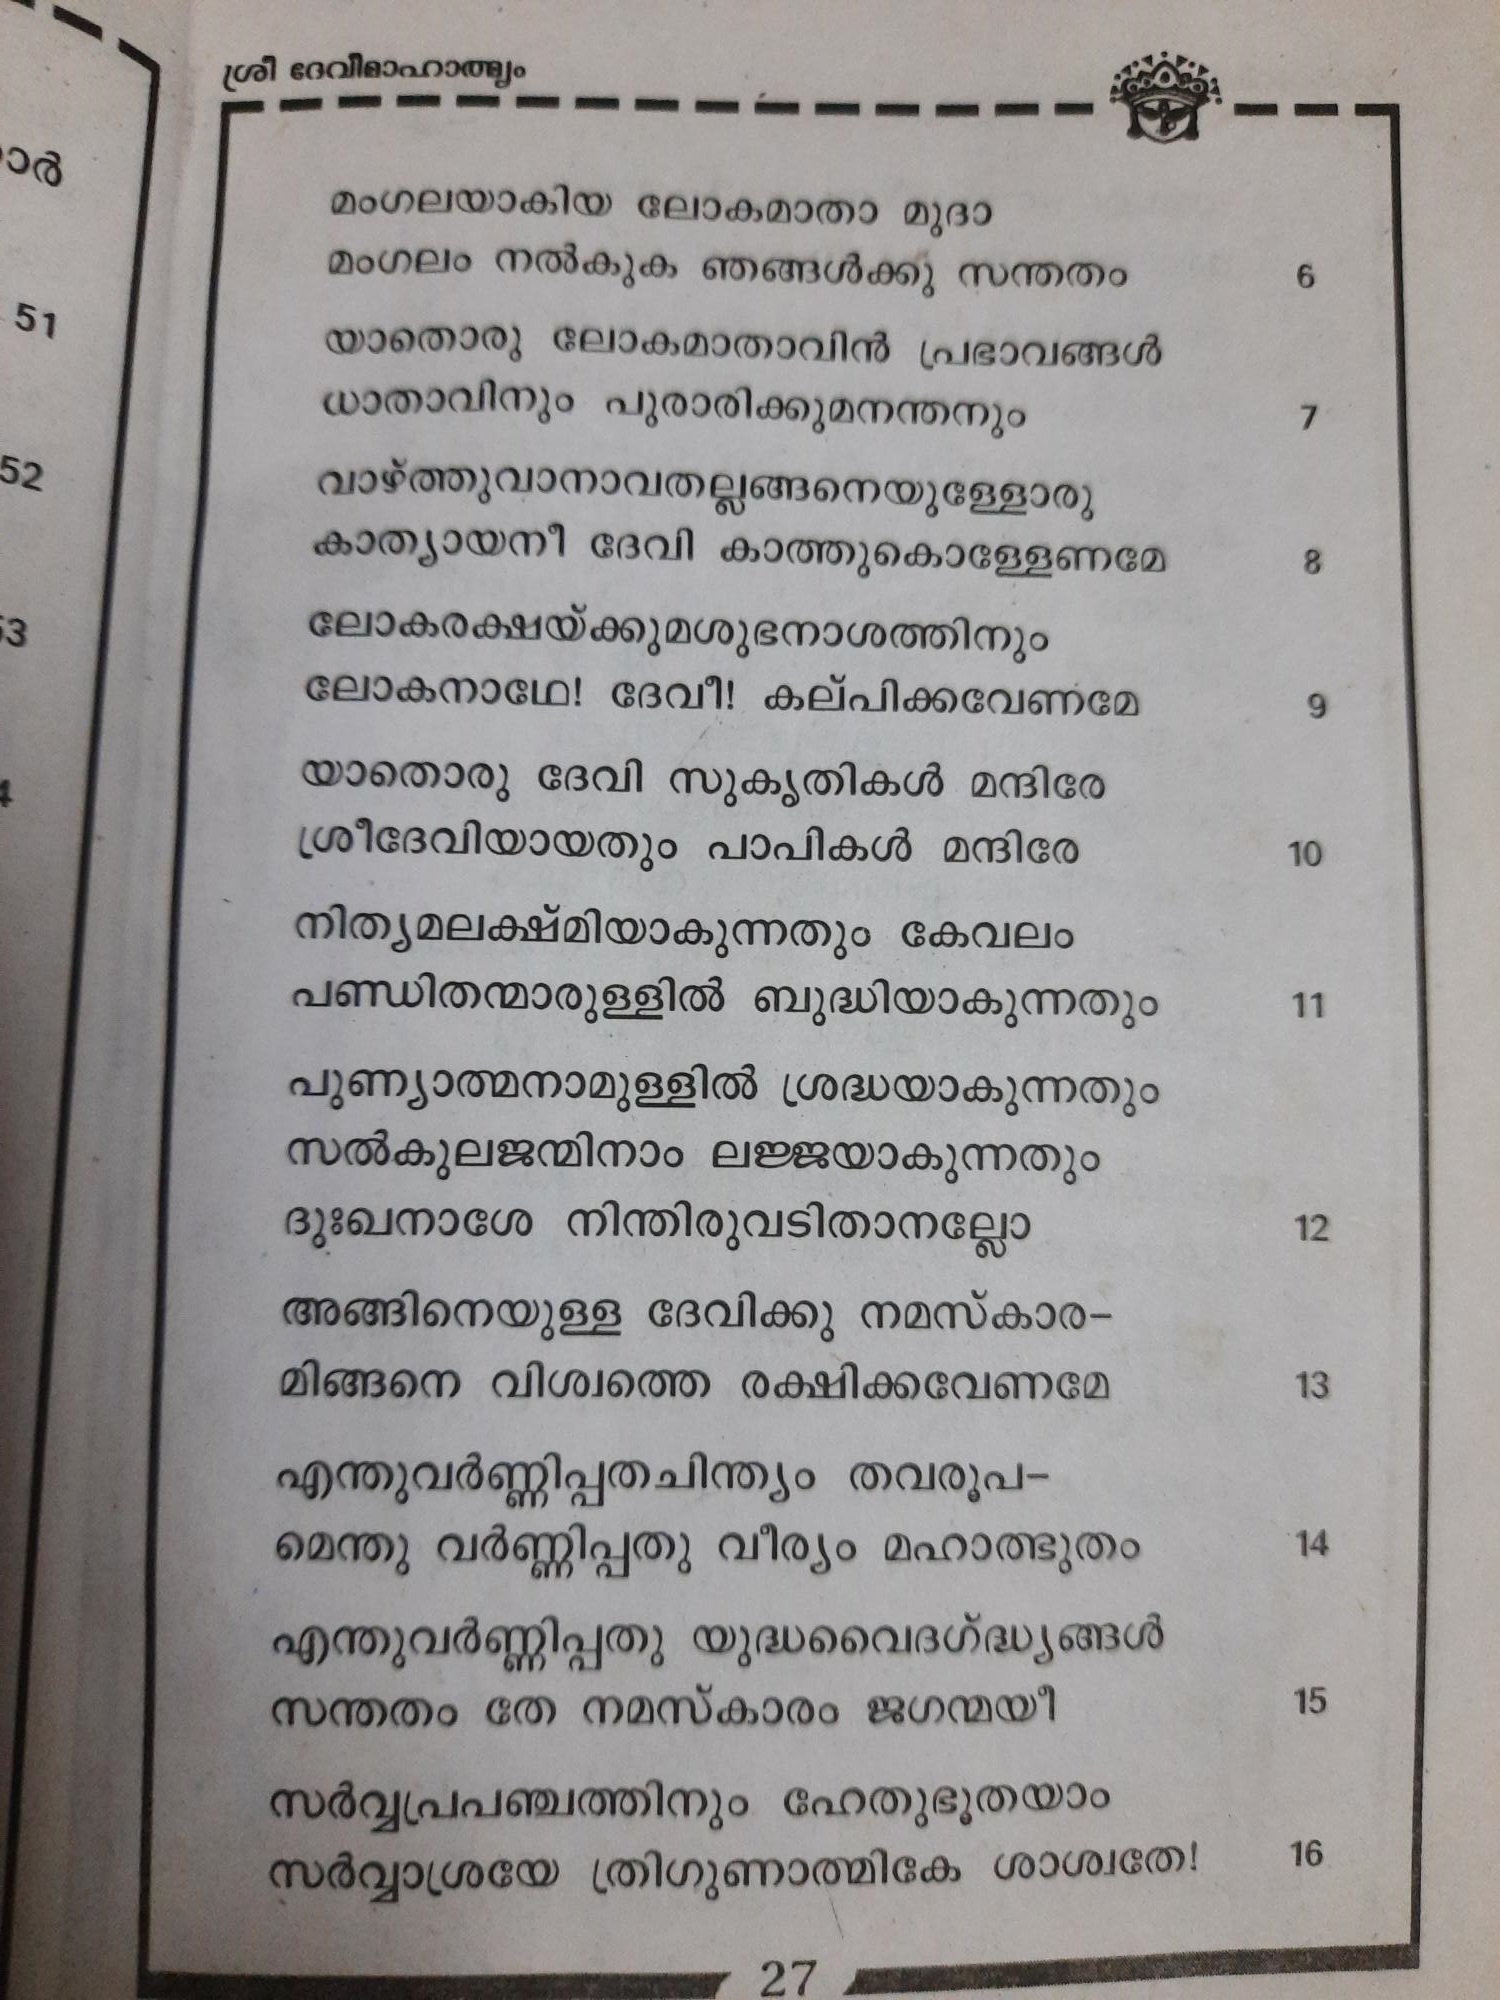 ശ്രീ ദേവീമാഹാത്മ്യം
മംഗലയാകിയ ലോകമാതാ മുദാ
മംഗലം നൽകുക ഞങ്ങൾക്കു സന്തതം 6
യാതൊരു ലോകമാതാവിൻ പ്രഭാവങ്ങൾ
ധാതാവിനും പുരാരിക്കുമനന്തനും 7
വാഴ്ത്തുവാനാവതല്ലങ്ങനെയുള്ളോരു
കാത്യായനീ ദേവി കാത്തുകൊള്ളേണമേ 8
ലോകരക്ഷയ്ക്കുമശുഭനാശത്തിനും
ലോകനാഥേ! ദേവീ! കല്പിക്കവേണമേ 9
യാതൊരു ദേവി സുകൃതികൾ മന്ദിരേ
ശ്രീദേവിയായതും പാപികൾ മന്ദിരേ 10
നിത്യമലക്ഷ്മിയാകുന്നതും കേവലം
പണ്ഡിതന്മാരുള്ളിൽ ബുദ്ധിയാകുന്നതും 11
പുണ്യാത്മനാമുള്ളിൽ ശ്രദ്ധയാകുന്നതും
സൽകുലജന്മിനാം ലജ്ജയാകുന്നതും
ദുഃഖനാശേ നിന്തിരുവടിതാനല്ലോ 12
അങ്ങിനെയുള്ള ദേവിക്കു നമസ്കാര-
മിങ്ങനെ വിശ്വത്തെ രക്ഷിക്കവേണമേ 13
എന്തുവർണ്ണിപ്പതചിന്ത്യം തവരൂപ-
മെന്തു വർണ്ണിപ്പതു വീര്യം മഹാത്ഭുതം 14
എന്തുവർണ്ണിപ്പതു യുദ്ധവൈദഗ്ദ്ധ്യങ്ങൾ
സന്തതം തേ നമസ്കാരം ജഗന്മയീ 15
സർവ്വപ്രപഞ്ചത്തിനും ഹേതുഭൂതയാം
സർവ്വാശ്രയേ ത്രിഗുണാത്മികേ ശാശ്വതേ! 16
27
51
52